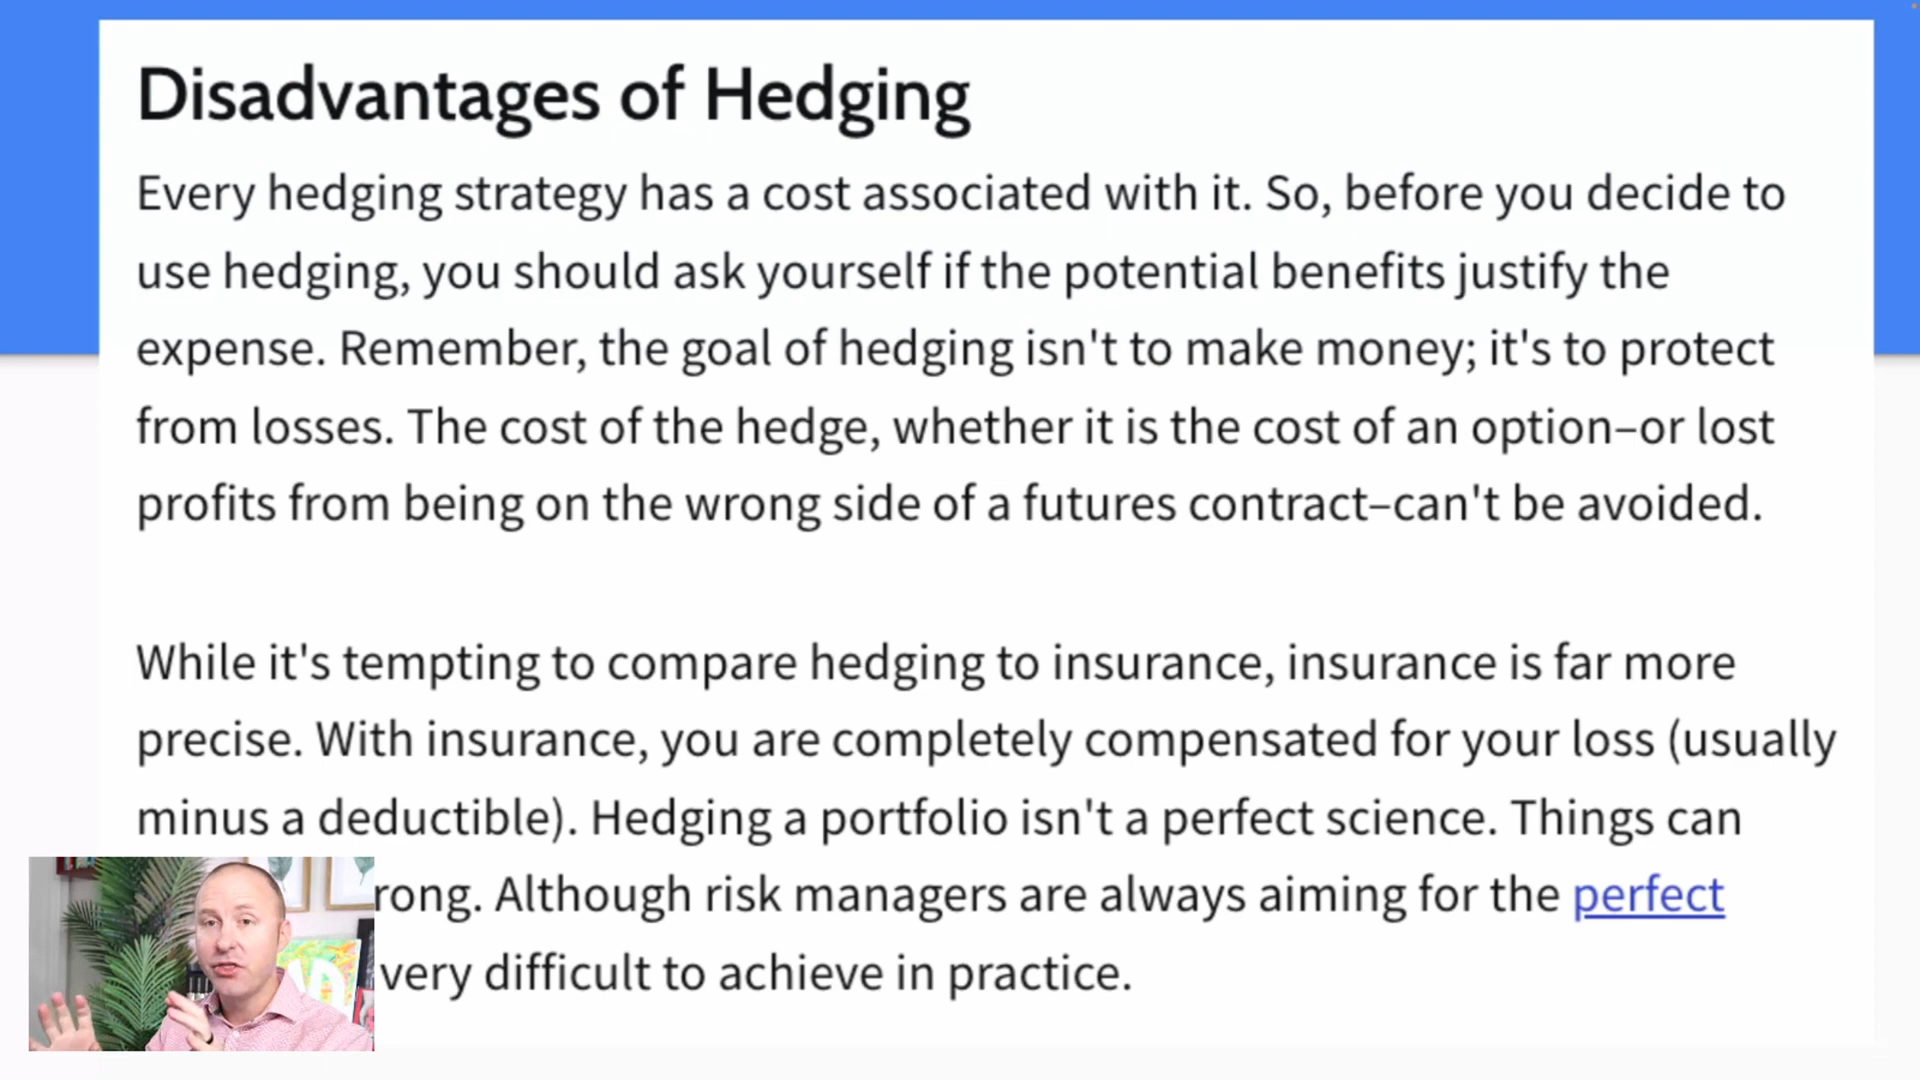 Disadvantages of Hedging
Every hedging strategy has a cost associated with it. So, before you decide to
use hedging, you should ask yourself if the potential benefits justify the
expense. Remember, the goal of hedging isn't to make money; it's to protect
from losses. The cost of the hedge, whether it is the cost of an option–or lost
profits from being on the wrong side of a futures contract–can't be avoided.
While it's tempting to compare hedging to insurance, insurance is far more
precise. With insurance, you are completely compensated for your loss (usually
minus a deductible). Hedging a portfolio isn't a perfect science. Things can
rong. Although risk managers are always aiming for the perfect
very difficult to achieve in practice.